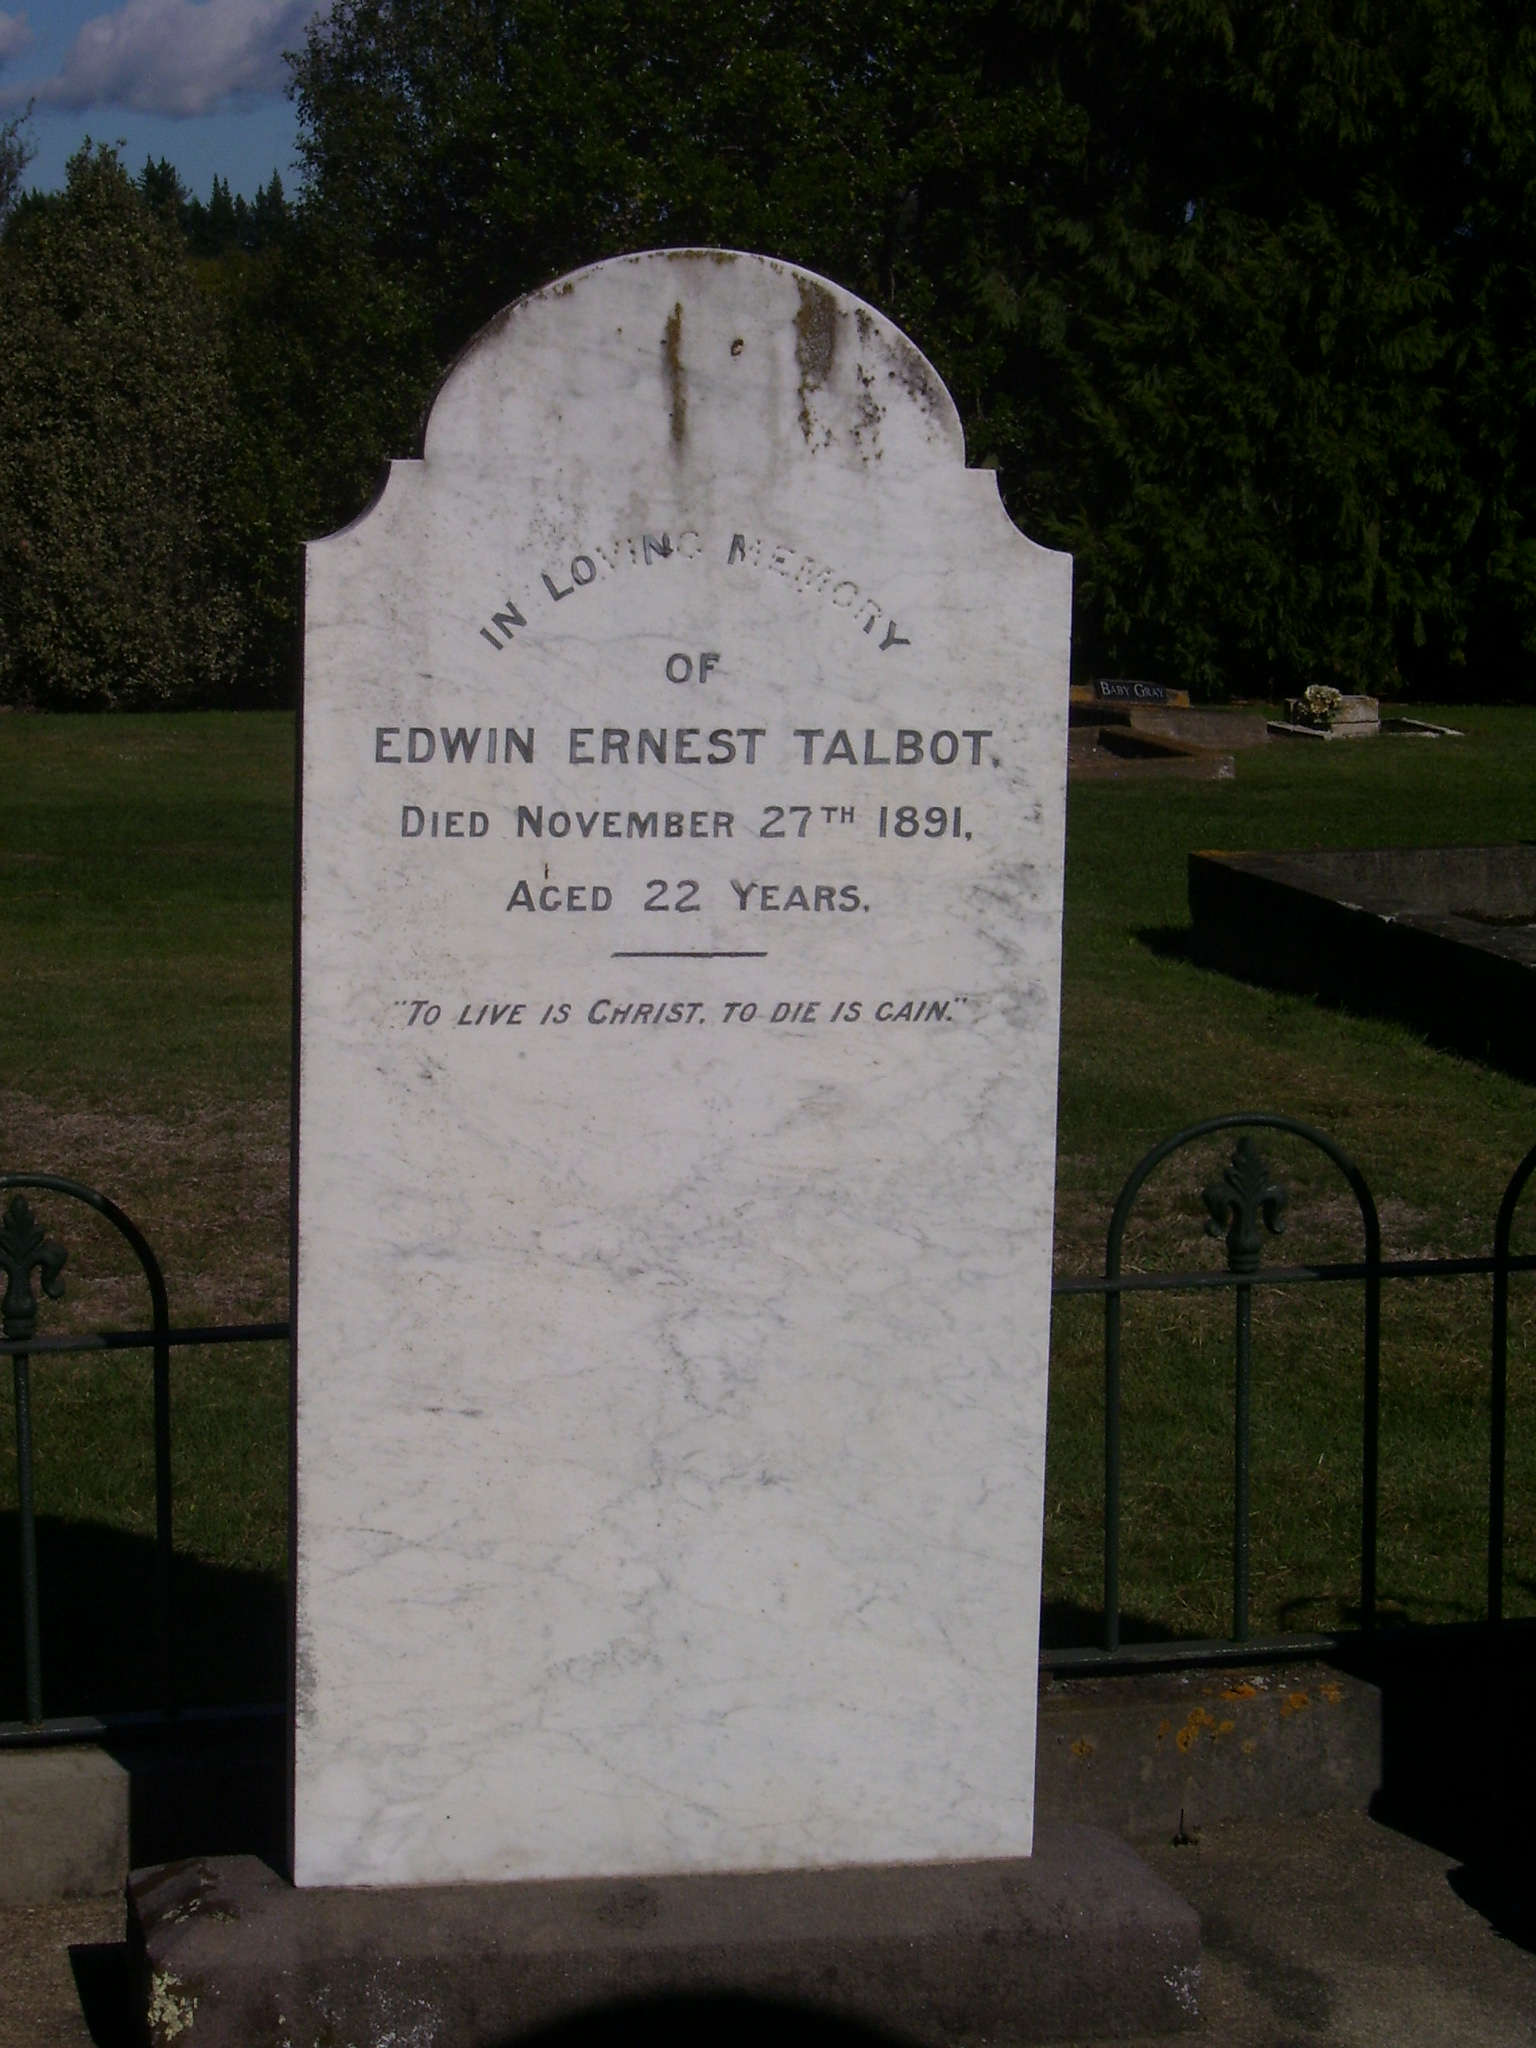 IN LOVING MEMORY
OF
EDWIN ERNEST TALBOT.
DIED NOVEMBER 27TH 1891,
AGED 22 YEARS.
"TO LIVE IS CHRIST. TO DIE IS GAIN."
BABY GRAY